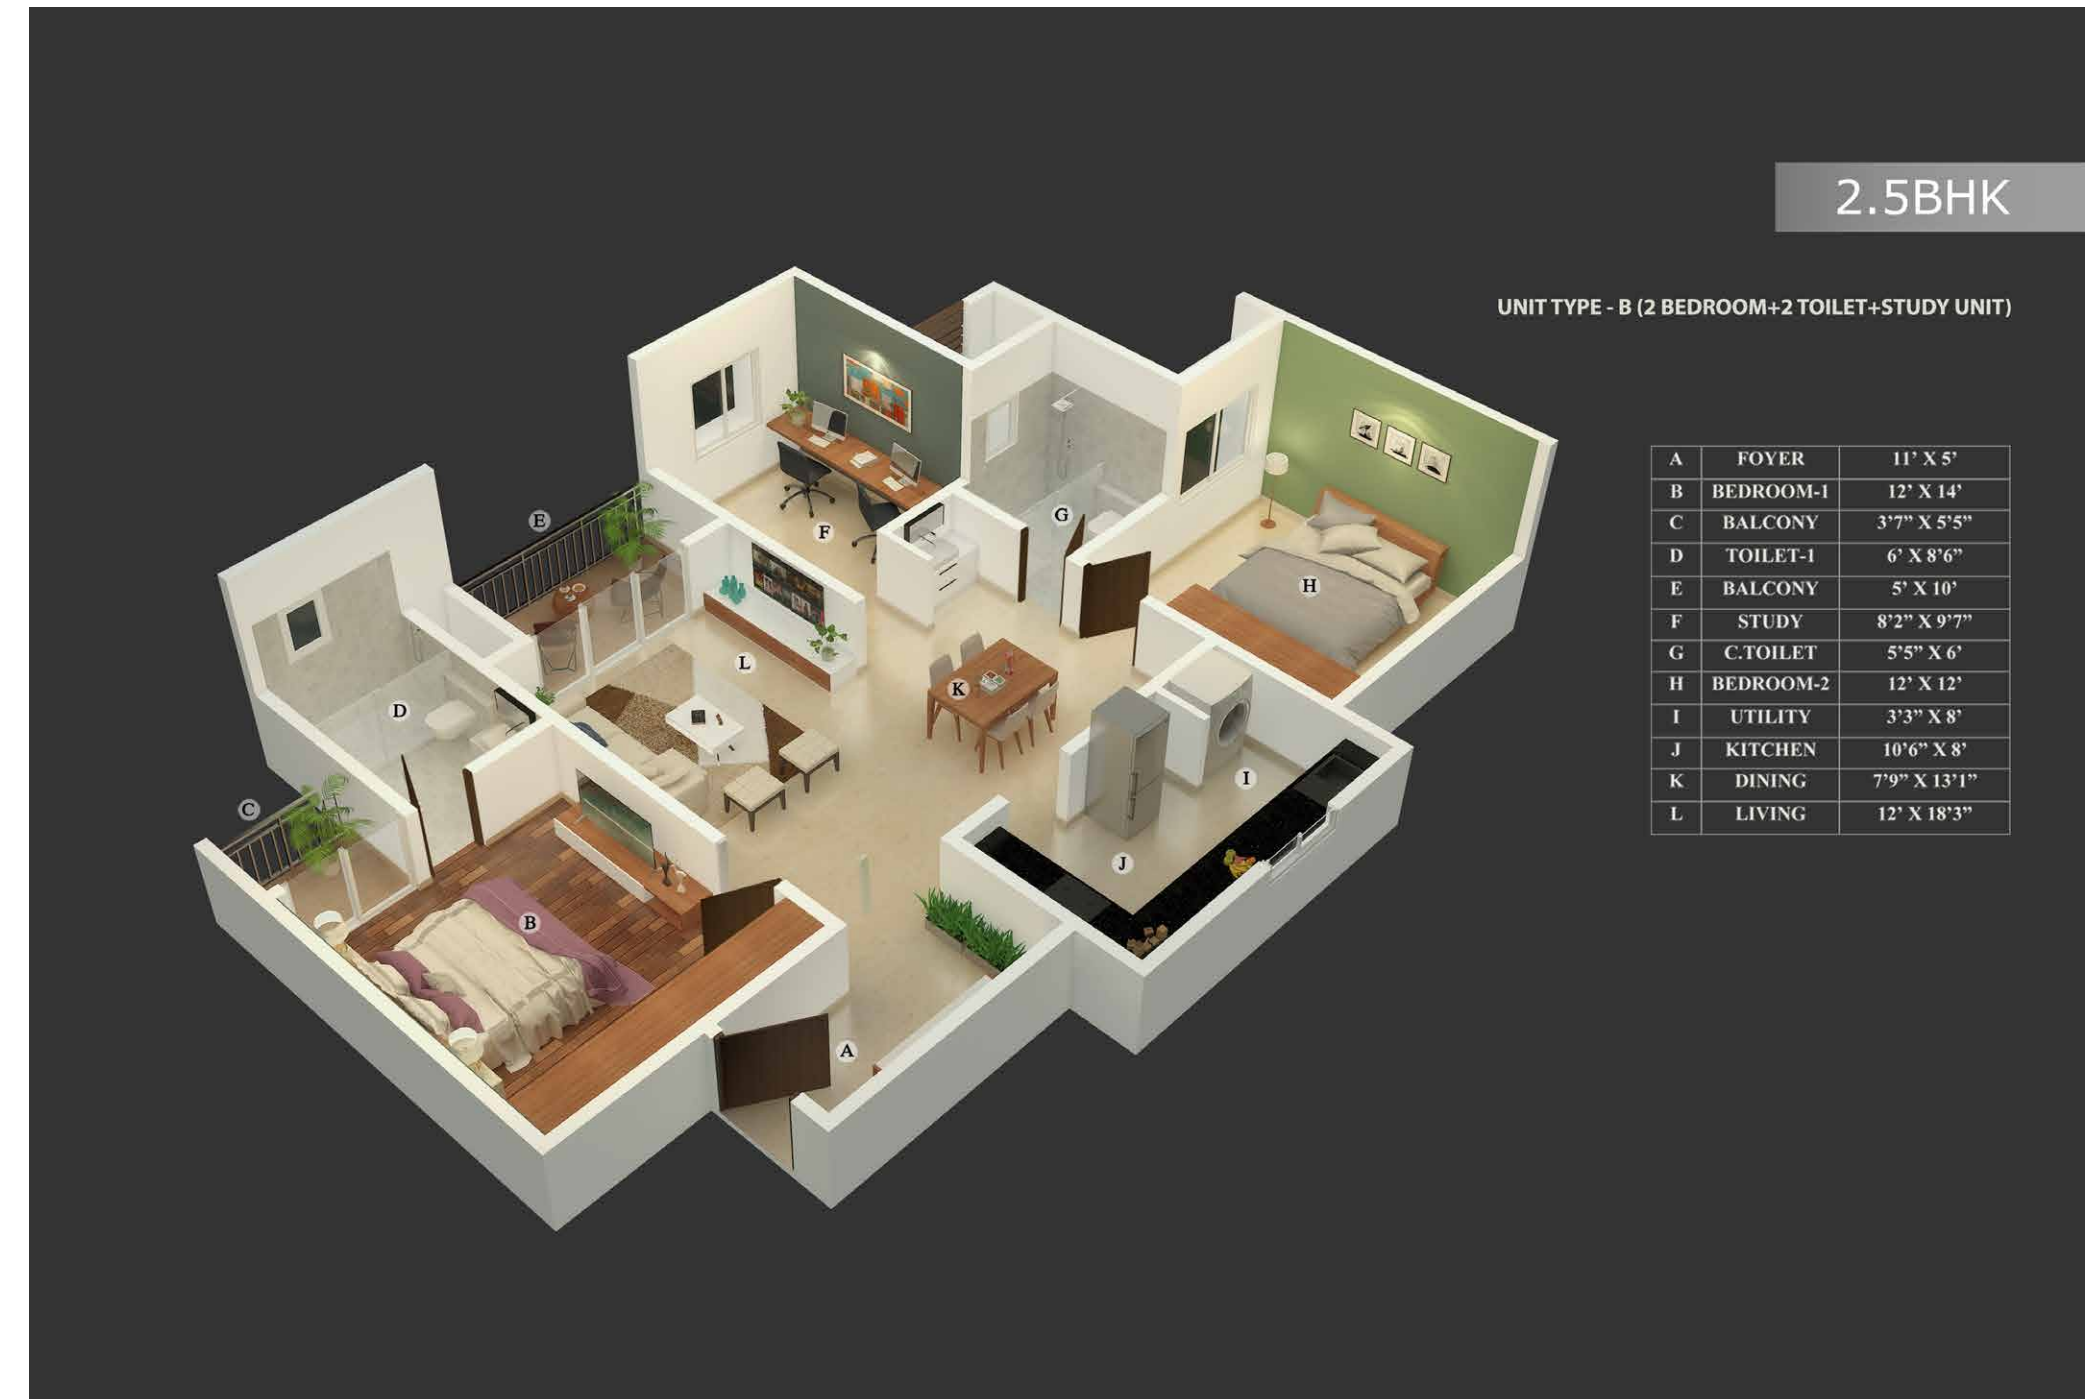 2.5BHK
UNIT TYPE - B (2 BEDROOM+2 TOILET+STUDY UNIT)
A FOYER 11’ X 5’
B BEDROOM-1 12’ X 14’
C BALCONY 3’7” X 5’5”
D TOILET-1 6’ X 8’6”
E BALCONY 5’ X 10’
F STUDY 8’2” X 9’7”
G C.TOILET 5’5” X 6’
H BEDROOM-2 12’ X 12’
I UTILITY 3’3” X 8’
J KITCHEN 10’6” X 8’
K DINING 7’9” X 13’1”
L LIVING 12’ X 18’3”
E
F
G
H
L
K
D
I
C
J
B
A